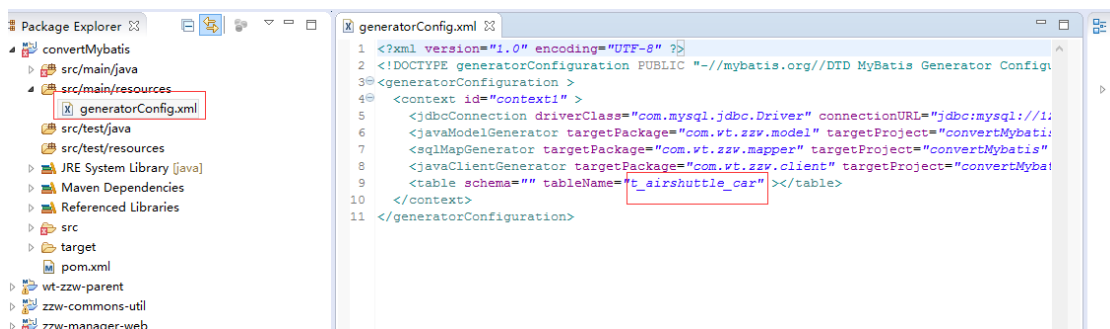 Package Explorer
convertMybatis
src/main/java
src/main/resources
generatorConfig.xml
src/test/java
src/test/resources
JRE System Library [java]
Maven Dependencies
Referenced Libraries
src
target
pom.xml
wt-zzw-parent
zzw-commons-util
zzw-manager-web
generatorConfig.xml
1 <?xml version="1.0" encoding="UTF-8" ?>
2 <!DOCTYPE generatorConfiguration PUBLIC "-//mybatis.org//DTD MyBatis Generator Configu
3 <generatorConfiguration >
4 <context id="context1" >
5 <jdbcConnection driverClass="com.mysql.jdbc.Driver" connectionURL="jdbc:mysql://12
6 <javaModelGenerator targetPackage="com.wt.zzw.model" targetProject="convertMybatis
7 <sqlMapGenerator targetPackage="com.wt.zzw.mapper" targetProject="convertMybatis"
8 <javaClientGenerator targetPackage="com.wt.zzw.client" targetProject="convertMybat
9 <table schema="" tableName="t_airshuttle_car" ></table>
10 </context>
11 </generatorConfiguration>